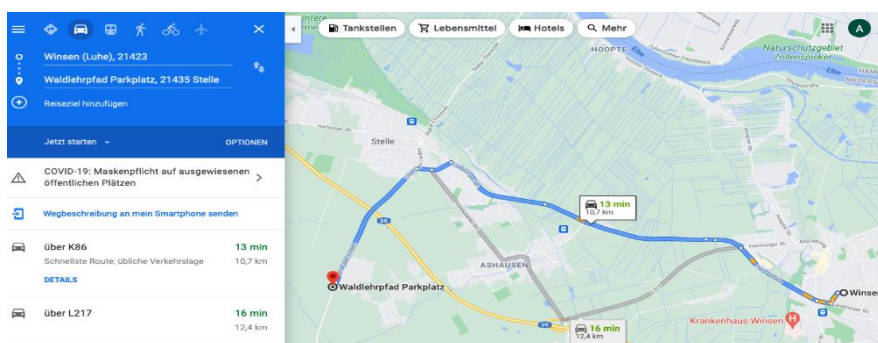 Winsen (Luhe), 21423
Waldlehrpfad Parkplatz, 21435 Stelle
Reiseziel hinzufügen
Jetzt starten
OPTIONEN
COVID-19: Maskenpflicht auf ausgewiesenen
öffentlichen Plätzen
Wegbeschreibung an mein Smartphone senden
über K86
13 min
Schnellste Route; übliche Verkehrslage
10,7 km
DETAILS
über L217
16 min
12,4 km
Tankstellen
Lebensmittel
Hotels
Mehr
A
HOOPTE
Elbe
Naturschutzgebiet
Zollenspieker
Stelle
13 min
10,7 km
39
ASHAUSEN
Waldlehrpfad Parkplatz
Winsen
Krankenhaus Winsen
H
39
16 min
12,4 km